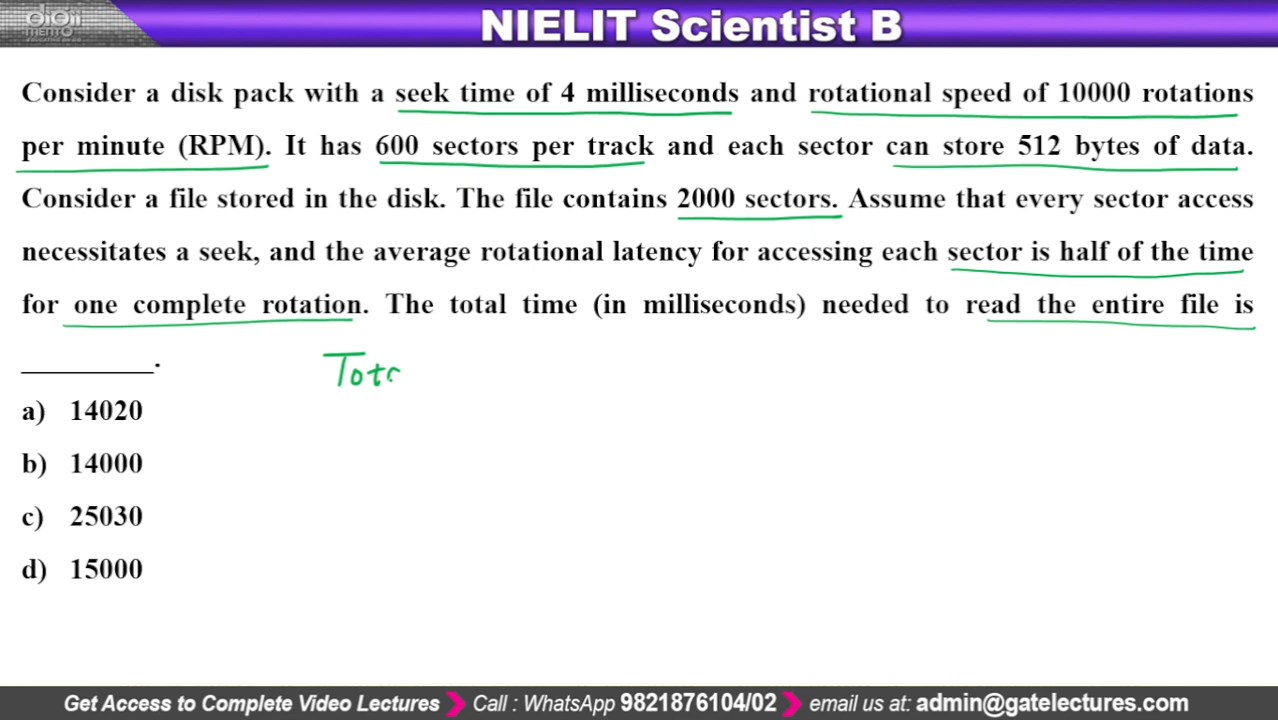 digii
mento
NIELIT Scientist B
Consider a disk pack with a seek time of 4 milliseconds and rotational speed of 10000 rotations
per minute (RPM). It has 600 sectors per track and each sector can store 512 bytes of data.
Consider a file stored in the disk. The file contains 2000 sectors. Assume that every sector access
necessitates a seek, and the average rotational latency for accessing each sector is half of the time
for one complete rotation. The total time (in milliseconds) needed to read the entire file is
__________.
Tota
a) 14020
b) 14000
c) 25030
d) 15000
Get Access to Complete Video Lectures Call : WhatsApp 9821876104/02 email us at: admin@gatelectures.com